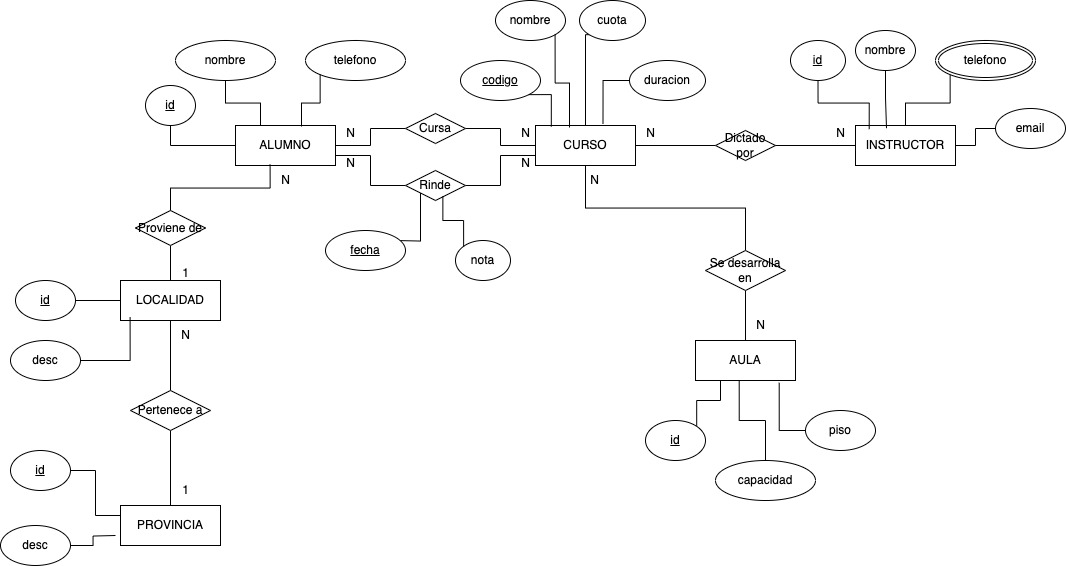 nombre
cuota
nombre
telefono
id
nombre
telefono
codigo
duracion
id
email
ALUMNO
N
Cursa
N
CURSO
N
Dictado
por
N
INSTRUCTOR
N
Rinde
N
N
N
Proviene de
fecha
nota
1
Se desarrolla
en
id
LOCALIDAD
N
N
desc
AULA
Pertenece a
id
piso
id
capacidad
1
PROVINCIA
desc